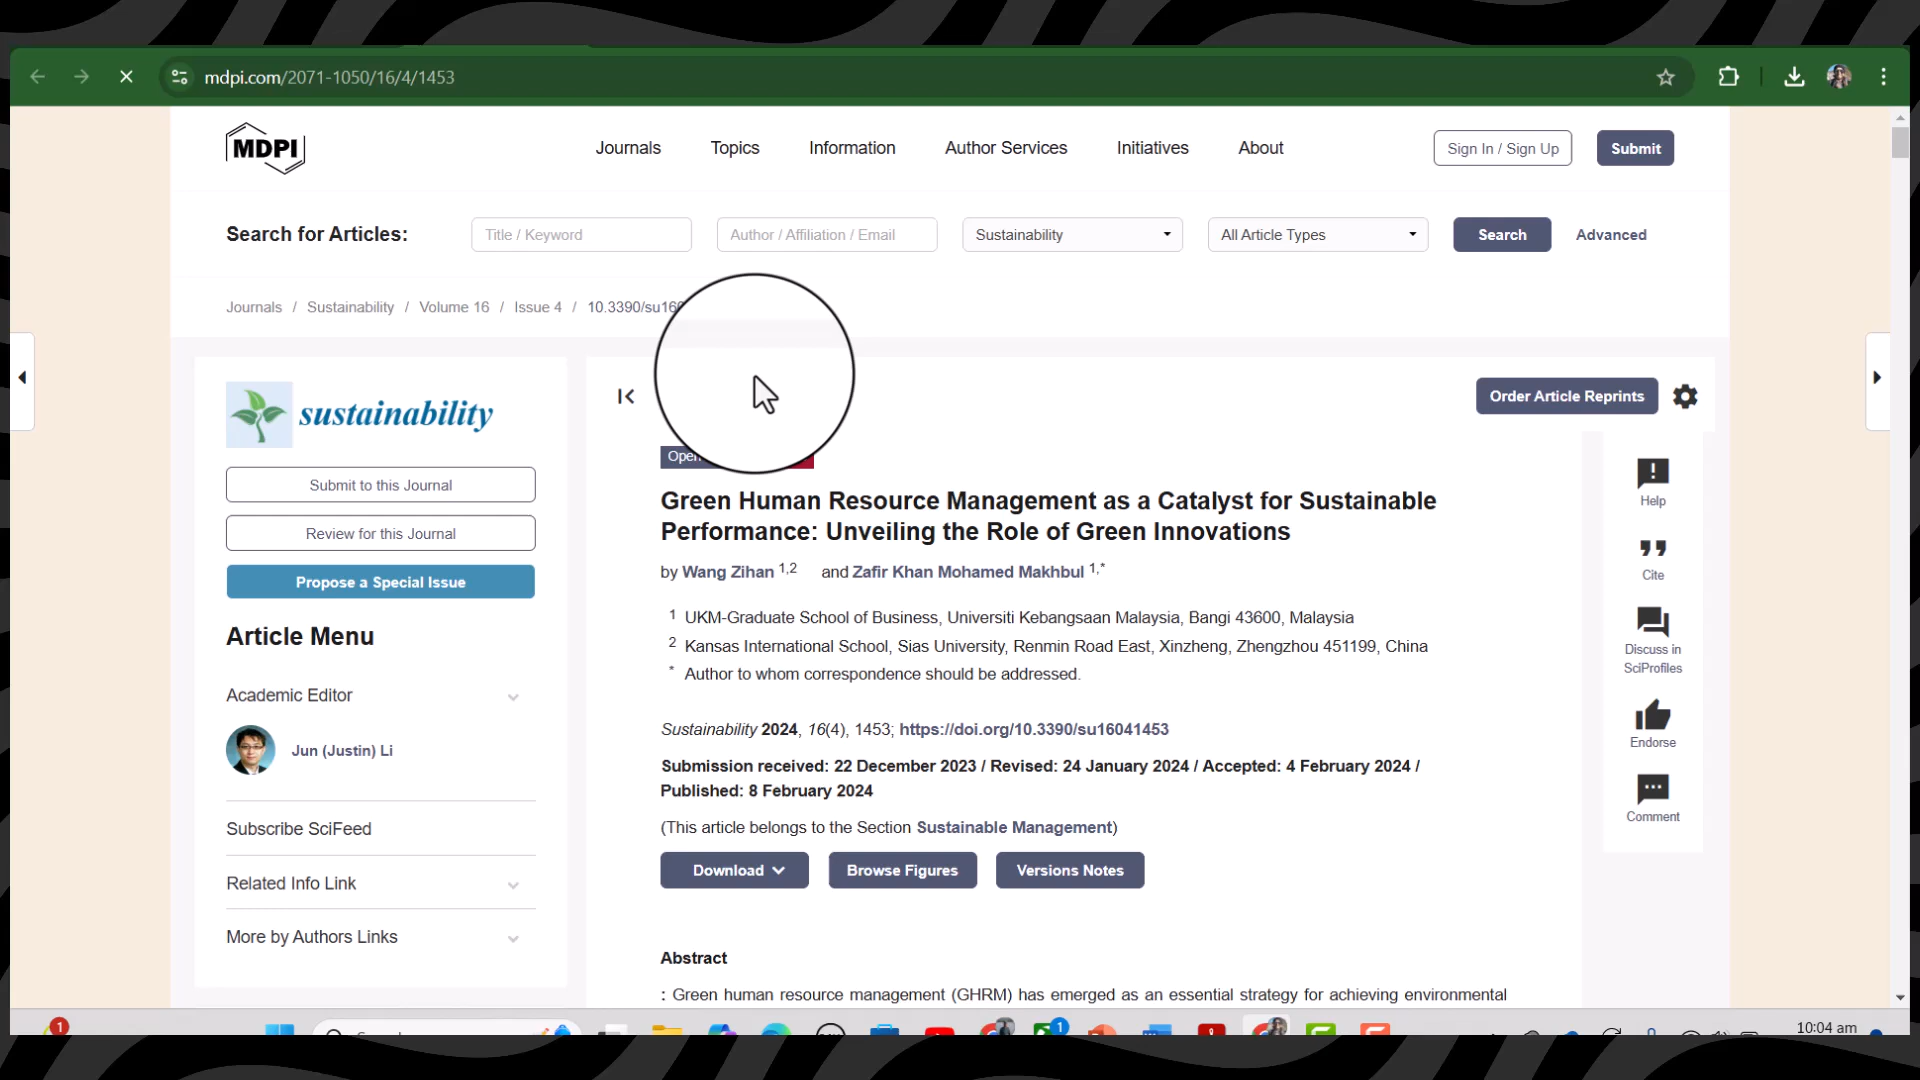 mdpi.com/2071-1050/16/4/1453
MDPI
Journals Topics Information Author Services Initiatives About
Sign In / Sign Up Submit
Search for Articles:
Title / Keyword
Author / Affiliation / Email
Sustainability
All Article Types
Search
Advanced
Journals / Sustainability / Volume 16 / Issue 4 / 10.3390/su16
sustainability
Submit to this Journal
Review for this Journal
Propose a Special Issue
Article Menu
Academic Editor
Jun (Justin) Li
Subscribe SciFeed
Related Info Link
More by Authors Links
Order Article Reprints
Open
Green Human Resource Management as a Catalyst for Sustainable
Performance: Unveiling the Role of Green Innovations
by Wang Zihan 1,2 and Zafir Khan Mohamed Makhbul 1,*
1 UKM-Graduate School of Business, Universiti Kebangsaan Malaysia, Bangi 43600, Malaysia
2 Kansas International School, Sias University, Renmin Road East, Xinzheng, Zhengzhou 451199, China
* Author to whom correspondence should be addressed.
Sustainability 2024, 16(4), 1453; https://doi.org/10.3390/su16041453
Submission received: 22 December 2023 / Revised: 24 January 2024 / Accepted: 4 February 2024 /
Published: 8 February 2024
(This article belongs to the Section Sustainable Management)
Download Browse Figures Versions Notes
Abstract
: Green human resource management (GHRM) has emerged as an essential strategy for achieving environmental
Help
Cite
Discuss in
SciProfiles
Endorse
Comment
1
1
10:04 am